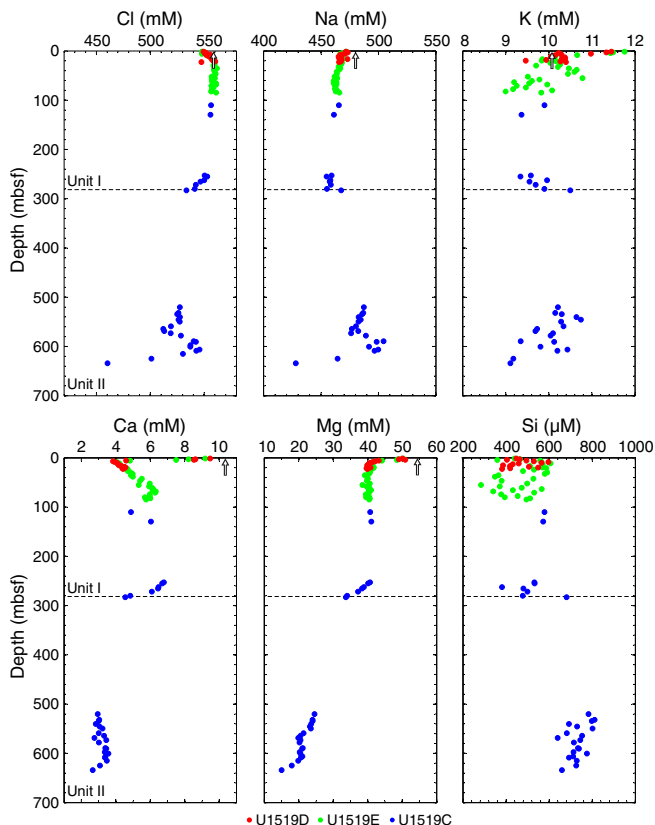 Cl (mM) Na (mM) K (mM)
450 500 550 400 450 500 550 8 9 10 11 12
0
100
200
Unit I
300
400
500
600
Unit II
700
Depth (mbsf)
Ca (mM) Mg (mM) Si (µM)
2 4 6 8 10 10 20 30 40 50 60 200 400 600 800 1000
0
100
200
Unit I
300
400
500
600
700
Unit II
Depth (mbsf)
U1519D U1519E U1519C